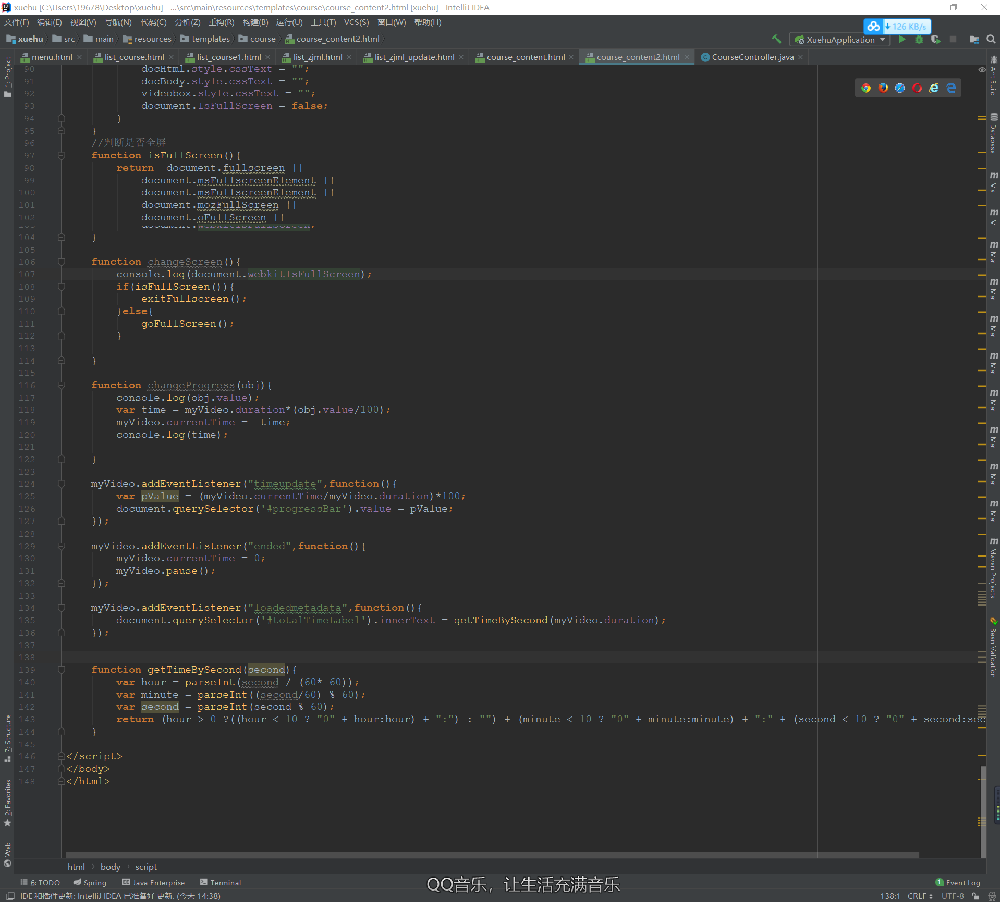 xuehu [C:\Users\19678\Desktop\xuehu] - ...\src\main\resources\templates\course\course_content2.html [xuehu] - IntelliJ IDEA
文件(F) 编辑(E) 视图(V) 导航(N) 代码(C) 分析(Z) 重构(R) 构建(B) 运行(U) 工具(T) VCS(S) 窗口(W) 帮助(H)
126 KB/s
xuehu src main resources templates course course_content2.html
XuehuApplication
menu.html list_course.html list_course1.html list_zjml.html list_zjml_update.html course_content.html course_content2.html CourseController.java
90 docHtml.style.cssText = "";
91 docBody.style.cssText = "";
92 videobox.style.cssText = "";
93 document.IsFullScreen = false;
94 }
95 }
96 //判断是否全屏
97 function isFullScreen(){
98 return  document.fullscreen ||
99 document.msFullscreenElement ||
100 document.msFullscreenElement ||
101 document.mozFullScreen ||
102 document.oFullScreen ||
103 document.webkitIsFullScreen;
104 }
105
106 function changeScreen(){
107 console.log(document.webkitIsFullScreen);
108 if(isFullScreen()){
109 exitFullscreen();
110 }else{
111 goFullScreen();
112 }
113
114 }
115
116 function changeProgress(obj){
117 console.log(obj.value);
118 var time = myVideo.duration*(obj.value/100);
119 myVideo.currentTime =  time;
120 console.log(time);
121
122 }
123
124 myVideo.addEventListener("timeupdate",function(){
125 var pValue = (myVideo.currentTime/myVideo.duration)*100;
126 document.querySelector('#progressBar').value = pValue;
127 });
128
129 myVideo.addEventListener("ended",function(){
130 myVideo.currentTime = 0;
131 myVideo.pause();
132 });
133
134 myVideo.addEventListener("loadedmetadata",function(){
135 document.querySelector('#totalTimeLabel').innerText = getTimeBySecond(myVideo.duration);
136 });
137
138
139 function getTimeBySecond(second){
140 var hour = parseInt(second / (60* 60));
141 var minute = parseInt((second/60) % 60);
142 var second = parseInt(second % 60);
143 return (hour > 0 ?((hour < 10 ? "0" + hour:hour) + ":") : "") + (minute < 10 ? "0" + minute:minute) + ":" + (second < 10 ? "0" + second:sec
144 }
145
146 </script>
147 </body>
148 </html>
1: Project
7: Structure
2: Favorites
Web
Ant Build
Database
m Ma
m M
m Ma
m Ma
m Ma
m Ma
m Ma
m Ma
m Ma
m Ma
m Maven Projects
Bean Validation
html body script
6: TODO Spring Java Enterprise Terminal
QQ音乐，让生活充满音乐
1 Event Log
IDE 和插件更新: IntelliJ IDEA 已准备好 更新. (今天 14:38)
138:1 CRLF UTF-8